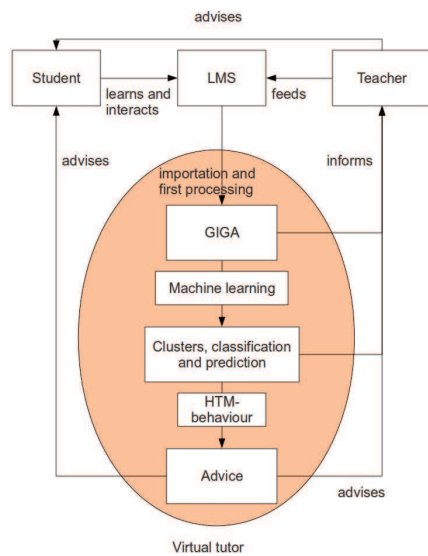 advises
Student
LMS
Teacher
learns and
interacts
feeds
advises
informs
importation and
first processing
GIGA
Machine learning
Clusters, classification
and prediction
HTM-
behaviour
Advice
advises
Virtual tutor